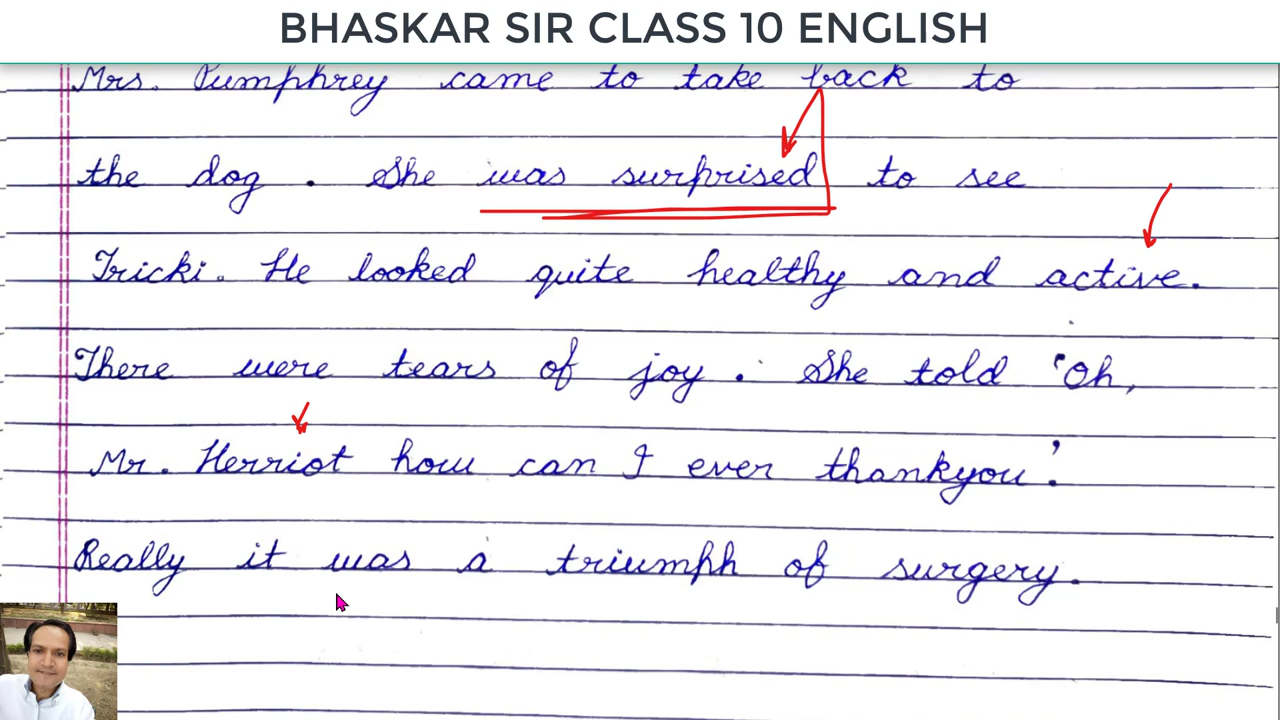 BHASKAR SIR CLASS 10 ENGLISH
Mrs. Pumphrey came to take back to
the dog. She was surprised to see
Tricki. He looked quite healthy and active.
There were tears of joy. She told 'Oh,
Mr. Herriot how can I ever thankyou'.
Really it was a triumph of surgery.